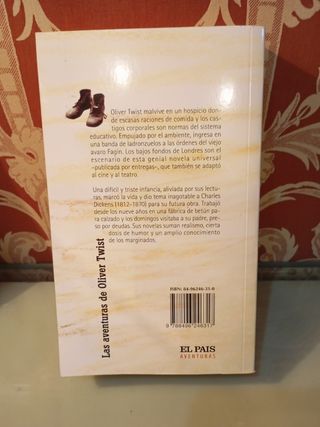 Oliver Twist malvive en un hospicio don-
de escasas raciones de comida y los cas-
tigos corporales son normas del sistema
educativo. Empujado por el ambiente, ingresa en
una banda de ladronzuelos a las órdenes del viejo
avaro Fagin. Los bajos fondos de Londres son el
escenario de esta genial novela universal
-publicada por entregas-, que también se adaptó
al cine y al teatro.
Una difícil y triste infancia, aliviada por sus lectu-
ras, marcó la vida y dio tema inagotable a Charles
Dickens (1812-1870) para su futura obra. Trabajó
desde los nueve años en una fábrica de betún para
calzado y los domingos visitaba a su padre, pre-
so por deudas. Sus novelas suman realismo, cierta
dosis de humor y un amplio conocimiento
de los marginados.
Las aventuras de Oliver Twist
ISBN: 84-96246-31-0
9 788496 246317
EL PAIS
AVENTURAS